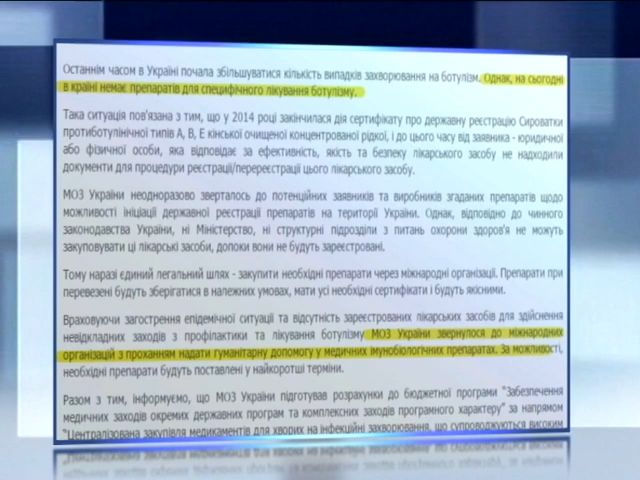 Останнім часом в Україні почала збільшуватися кількість випадків захворювання на ботулізм. Однак, на сьогодні
в країні немає препаратів для специфічного лікування ботулізму.
Така ситуація пов'язана з тим, що у 2014 році закінчилась дія сертифікату про державну реєстрацію Сироватки
протиботулінічної типів А, В, Е кінської очищеної концентрованої рідкої, і до цього часу від заявника - юридичної
або фізичної особи, яка відповідає за ефективність, якість та безпеку лікарського засобу не надходили
документи для процедури реєстрації/перереєстрації цього лікарського засобу.
МОЗ України неодноразово зверталось до потенційних заявників та виробників згаданих препаратів щодо
можливості ініціації державної реєстрації препаратів на території України. Однак, відповідно до чинного
законодавства України, ні Міністерство, ні структурні підрозділи з питань охорони здоров'я не можуть
закуповувати ці лікарські засоби, допоки вони не будуть зареєстровані.
Тому наразі єдиний легальний шлях - закупити необхідні препарати через міжнародні організації. Препарати при
перевезені будуть зберігатися в належних умовах, мати усі необхідні сертифікати і будуть якісними.
Враховуючи загострення епідемічної ситуації та відсутність зареєстрованих лікарських засобів для здійснення
невідкладних заходів з профілактики та лікування ботулізму МОЗ України звернулося до міжнародних
організацій з проханням надати гуманітарну допомогу у медичних імунобіологічних препаратах. За можливості,
необхідні препарати будуть поставлені у найкоротші терміни.
Разом з тим, інформуємо, що МОЗ України підготував розрахунки до бюджетної програми "Забезпечення
медичних заходів окремих державних програм та комплексних заходів програмного характеру" за напрямом
"Централізована закупівля медикаментів для хворих на інфекційні захворювання, що супроводжуються високим